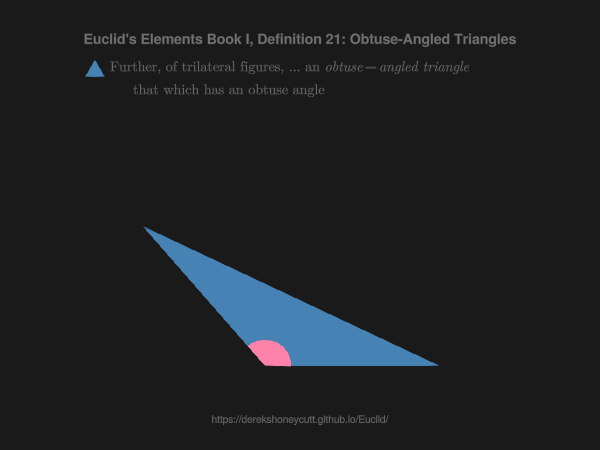 Euclid's Elements Book I, Definition 21: Obtuse-Angled Triangles
Further, of trilateral figures, ... an obtuse−angled triangle
that which has an obtuse angle
https://derekshoneycutt.github.io/Euclid/